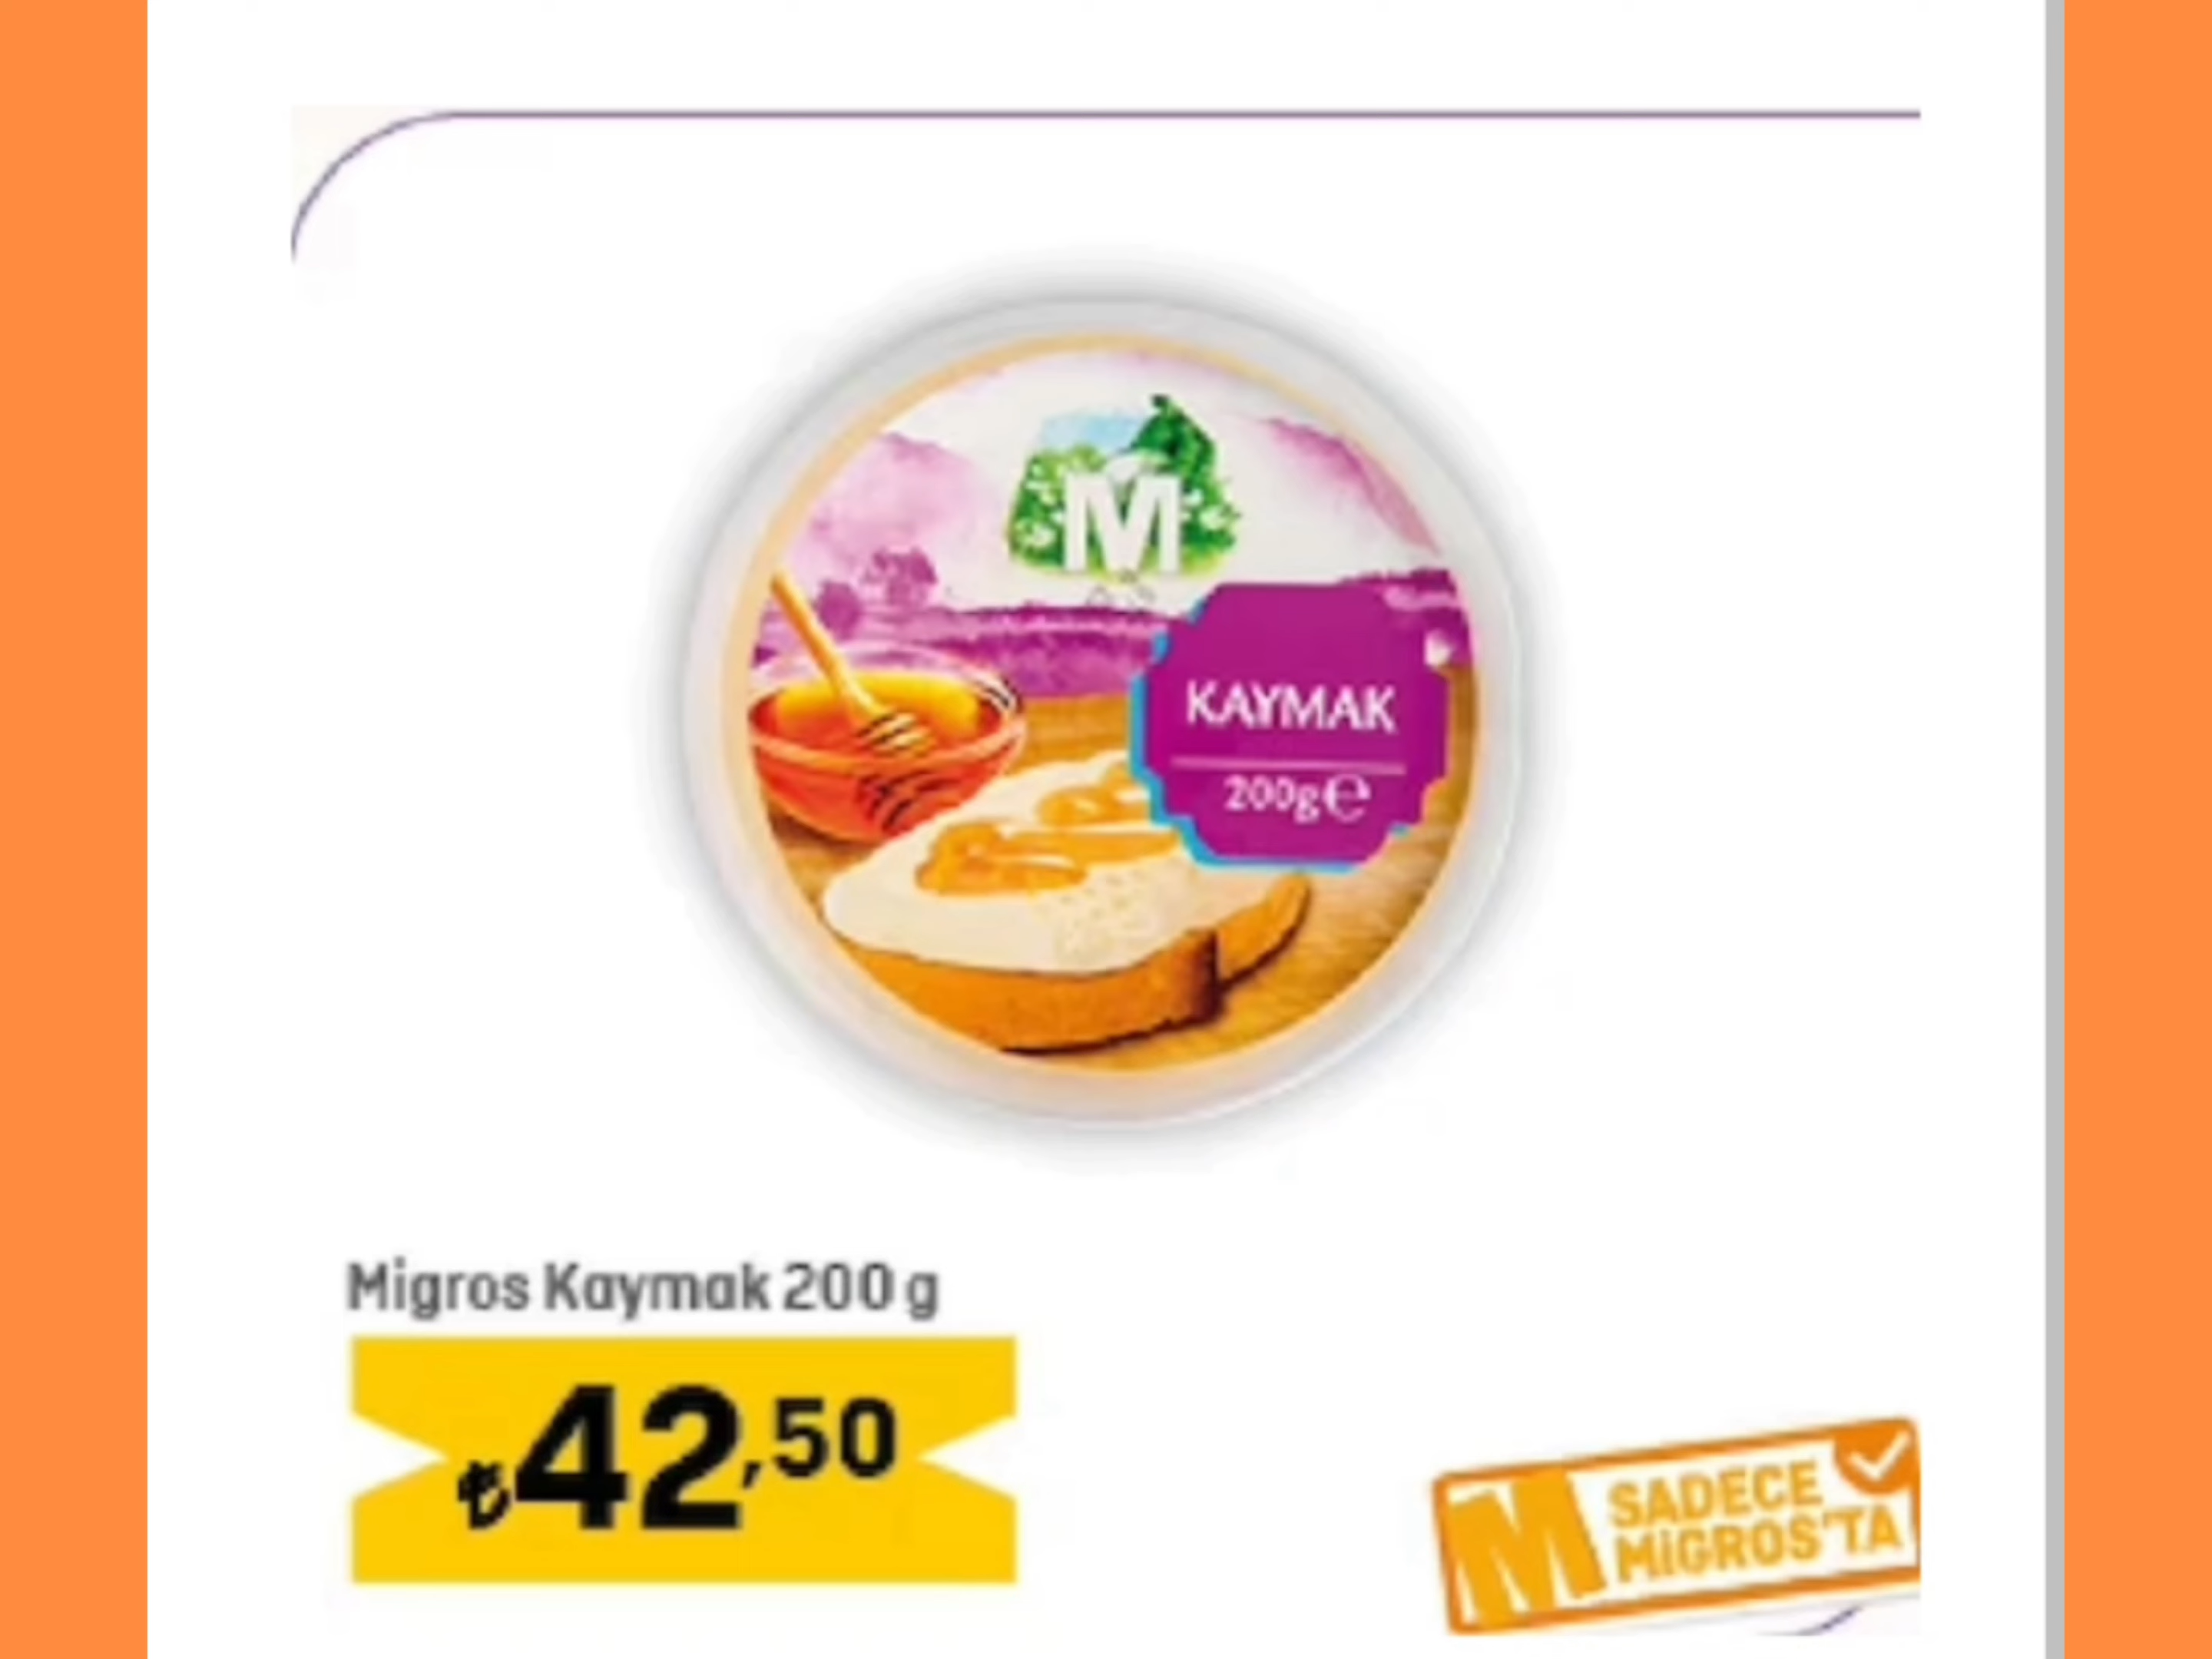 M
KAYMAK
200g℮
Migros Kaymak 200 g
₺42,50
M SADECE
MiGROS'TA